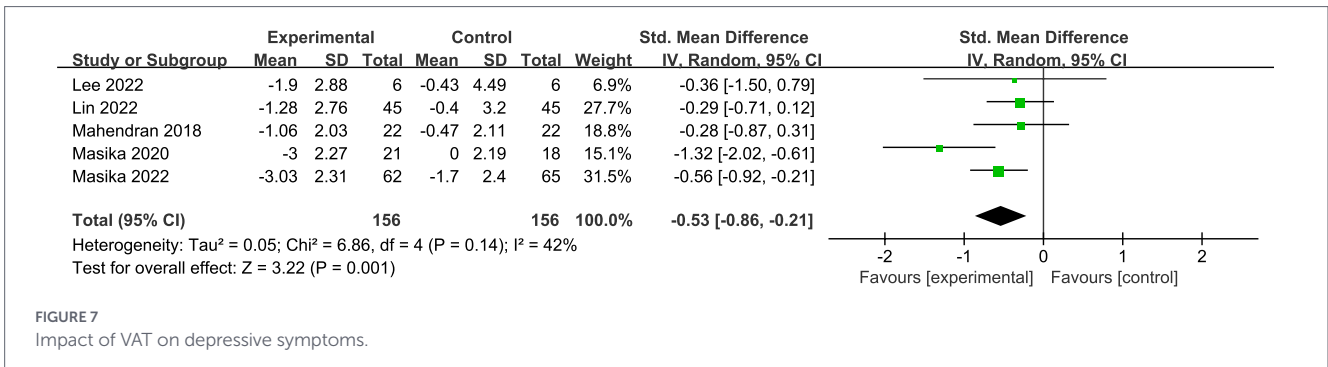 Experimental Control Std. Mean Difference Std. Mean Difference
Study or Subgroup Mean SD Total Mean SD Total Weight IV, Random, 95% CI IV, Random, 95% CI
Lee 2022 -1.9 2.88 6 -0.43 4.49 6 6.9% -0.36 [-1.50, 0.79]
Lin 2022 -1.28 2.76 45 -0.4 3.2 45 27.7% -0.29 [-0.71, 0.12]
Mahendran 2018 -1.06 2.03 22 -0.47 2.11 22 18.8% -0.28 [-0.87, 0.31]
Masika 2020 -3 2.27 21 0 2.19 18 15.1% -1.32 [-2.02, -0.61]
Masika 2022 -3.03 2.31 62 -1.7 2.4 65 31.5% -0.56 [-0.92, -0.21]
Total (95% CI) 156 156 100.0% -0.53 [-0.86, -0.21]
Heterogeneity: Tau² = 0.05; Chi² = 6.86, df = 4 (P = 0.14); I² = 42%
Test for overall effect: Z = 3.22 (P = 0.001)
-2 -1 0 1 2
Favours [experimental] Favours [control]
FIGURE 7
Impact of VAT on depressive symptoms.